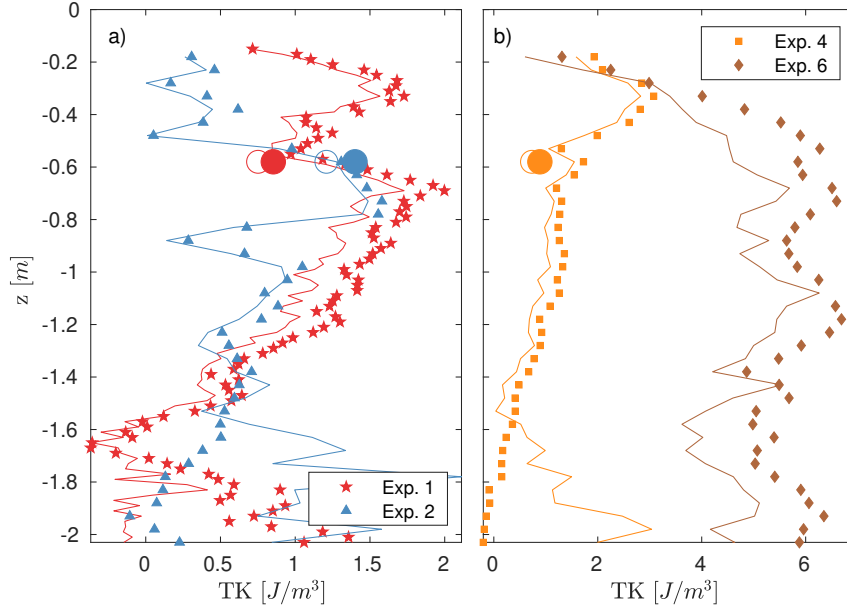 a)
b)
0
-0.2
-0.4
-0.6
-0.8
-1
-1.2
-1.4
-1.6
-1.8
-2
z [m]
Exp. 1
Exp. 2
0
0.5
1
1.5
2
TK [J/m³]
Exp. 4
Exp. 6
0
2
4
6
TK [J/m³]